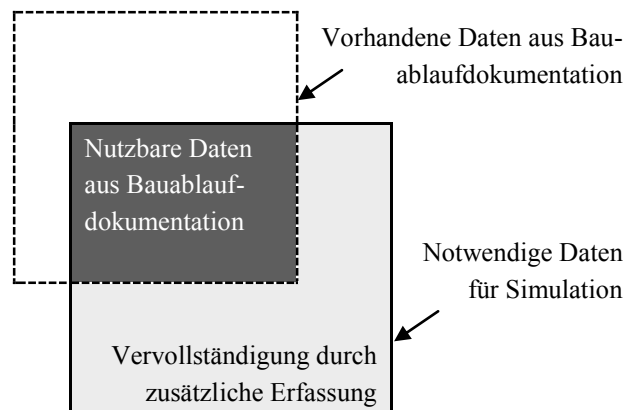 Vorhandene Daten aus Bau-
ablaufdokumentation
Nutzbare Daten
aus Bauablauf-
dokumentation
Notwendige Daten
für Simulation
Vervollständigung durch
zusätzliche Erfassung